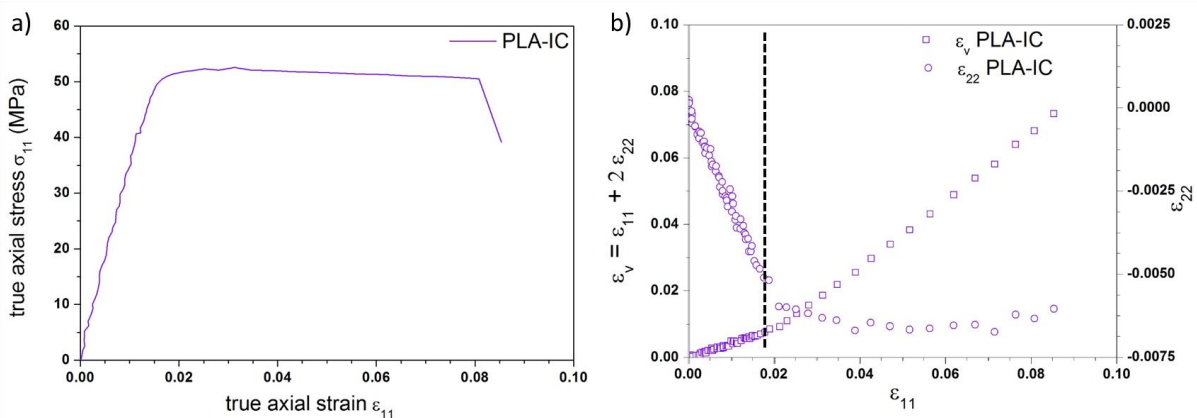 a)
60
50
40
30
20
10
0
true axial stress σ₁₁ (MPa)
PLA-IC
0.00 0.02 0.04 0.06 0.08 0.10
true axial strain ε₁₁
b)
0.10
0.08
0.06
0.04
0.02
0.00
εᵥ = ε₁₁ + 2 ε₂₂
εᵥ PLA-IC
ε₂₂ PLA-IC
0.0025
0.0000
-0.0025
-0.0050
-0.0075
ε₂₂
0.00 0.02 0.04 0.06 0.08 0.10
ε₁₁